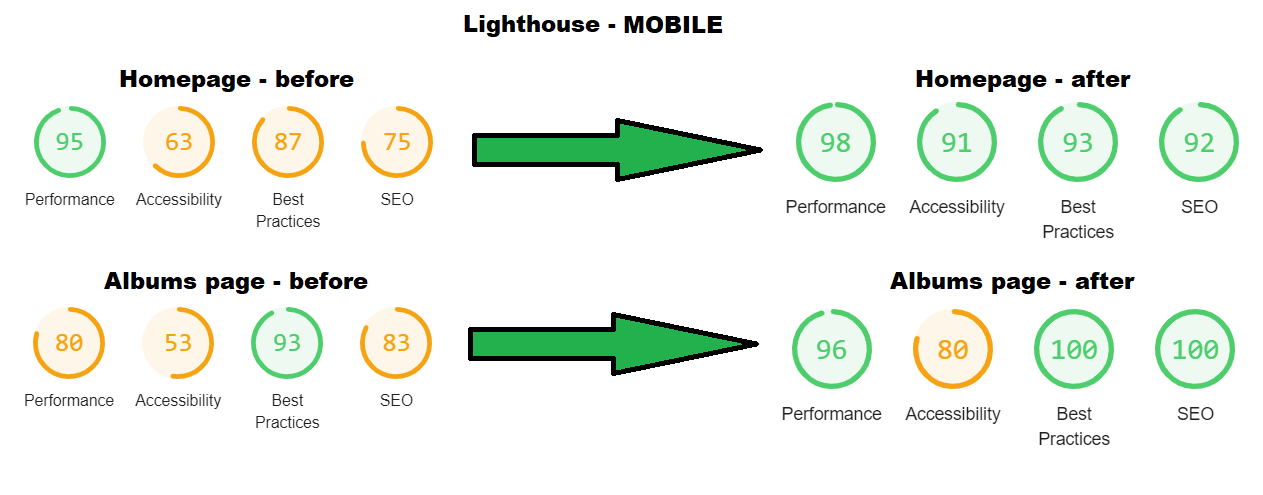 Lighthouse - MOBILE
Homepage - before
Homepage - after
95 63 87 75
98 91 93 92
Performance Accessibility Best Practices SEO
Performance Accessibility Best Practices SEO
Albums page - before
Albums page - after
80 53 93 83
96 80 100 100
Performance Accessibility Best Practices SEO
Performance Accessibility Best Practices SEO